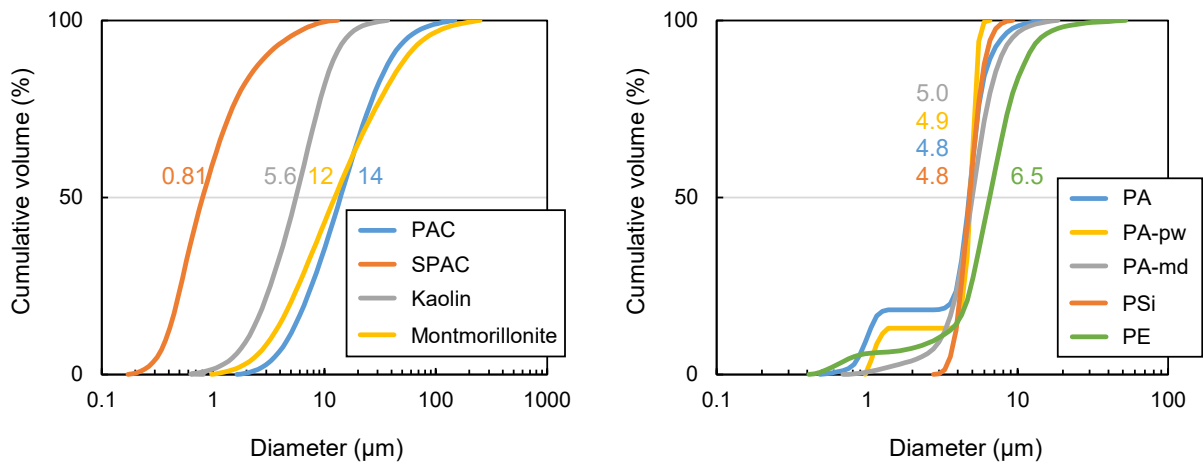 Cumulative volume (%)
100
50
0
0.81
5.6
12
14
PAC
SPAC
Kaolin
Montmorillonite
0.1
1
10
100
1000
Diameter (µm)
Cumulative volume (%)
100
50
0
5.0
4.9
4.8
4.8
6.5
PA
PA-pw
PA-md
PSi
PE
0.1
1
10
100
Diameter (µm)